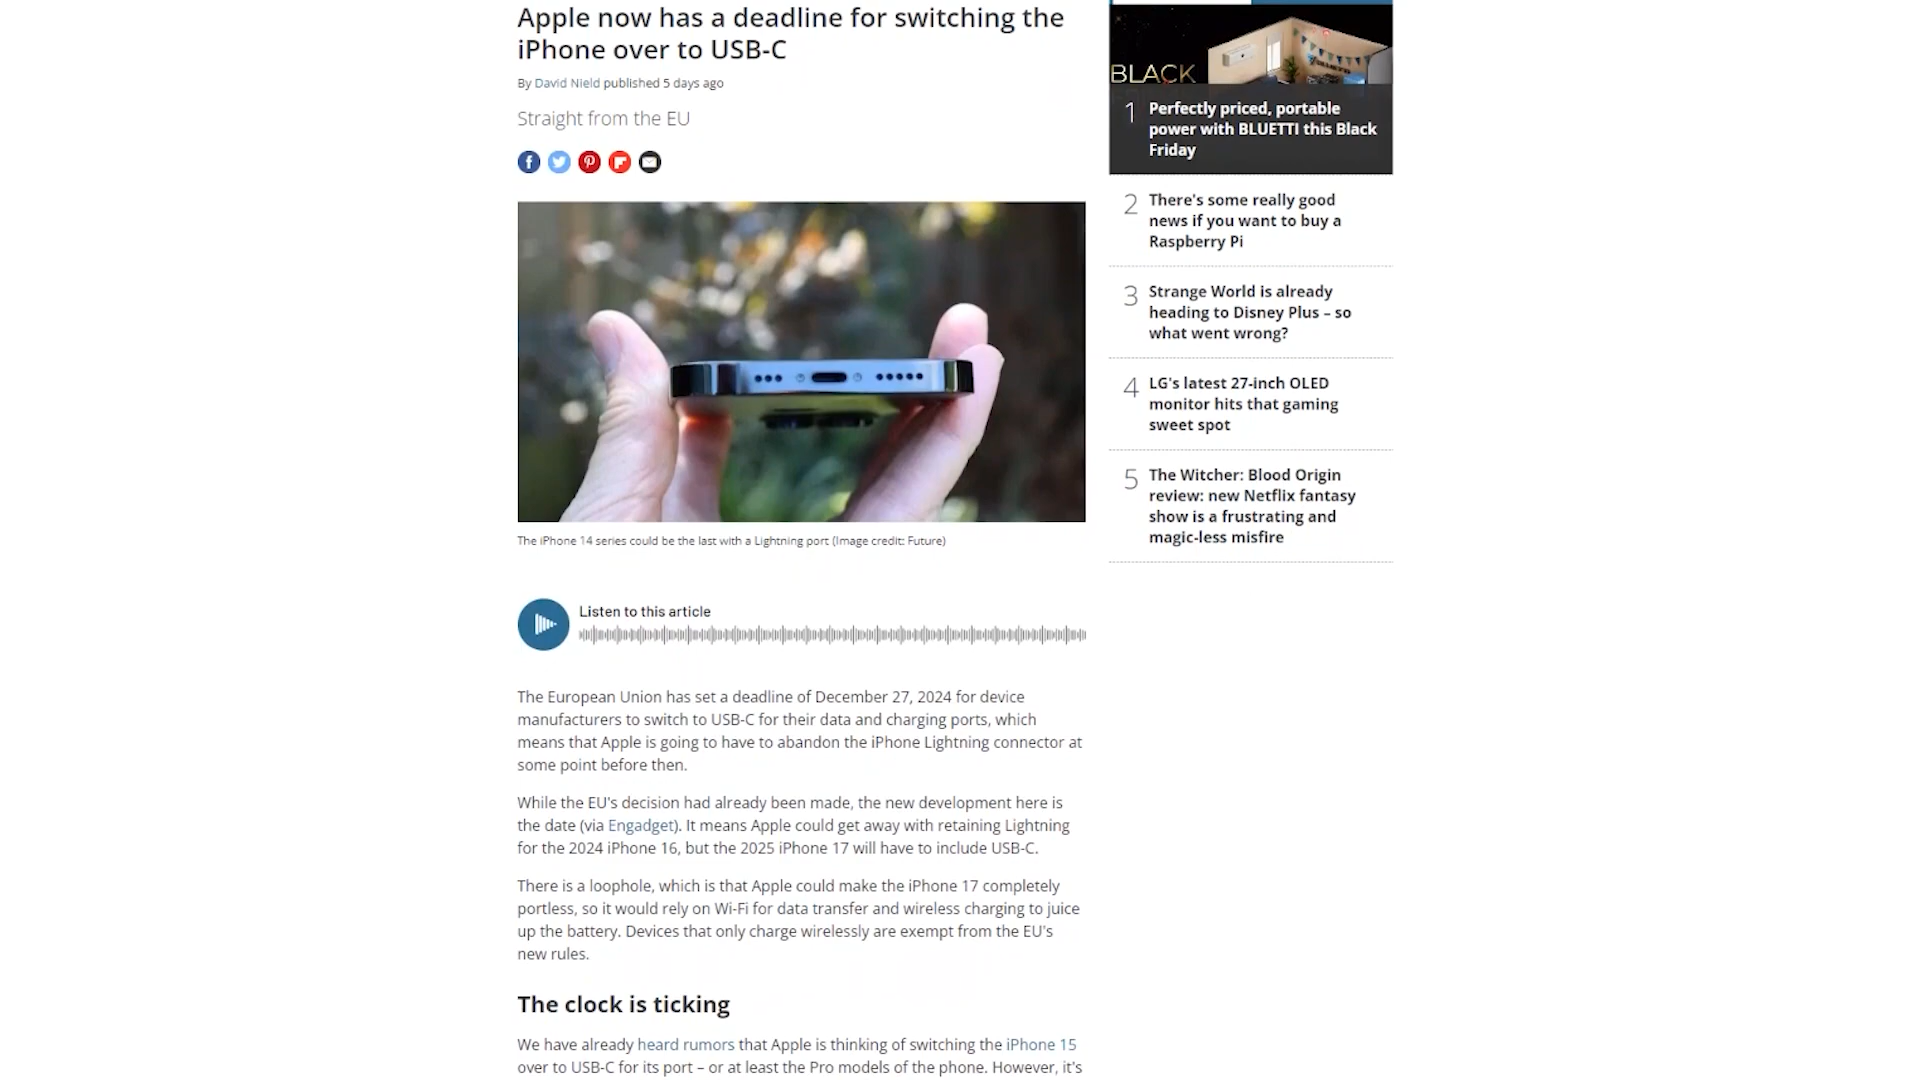 Apple now has a deadline for switching the
iPhone over to USB-C
By David Nield published 5 days ago
Straight from the EU
The iPhone 14 series could be the last with a Lightning port (Image credit: Future)
Listen to this article
The European Union has set a deadline of December 27, 2024 for device
manufacturers to switch to USB-C for their data and charging ports, which
means that Apple is going to have to abandon the iPhone Lightning connector at
some point before then.
While the EU's decision had already been made, the new development here is
the date (via Engadget). It means Apple could get away with retaining Lightning
for the 2024 iPhone 16, but the 2025 iPhone 17 will have to include USB-C.
There is a loophole, which is that Apple could make the iPhone 17 completely
portless, so it would rely on Wi-Fi for data transfer and wireless charging to juice
up the battery. Devices that only charge wirelessly are exempt from the EU's
new rules.
The clock is ticking
We have already heard rumors that Apple is thinking of switching the iPhone 15
over to USB-C for its port – or at least the Pro models of the phone. However, it's
BLACK
1 Perfectly priced, portable
power with BLUETTI this Black
Friday
2 There's some really good
news if you want to buy a
Raspberry Pi
3 Strange World is already
heading to Disney Plus – so
what went wrong?
4 LG's latest 27-inch OLED
monitor hits that gaming
sweet spot
5 The Witcher: Blood Origin
review: new Netflix fantasy
show is a frustrating and
magic-less misfire